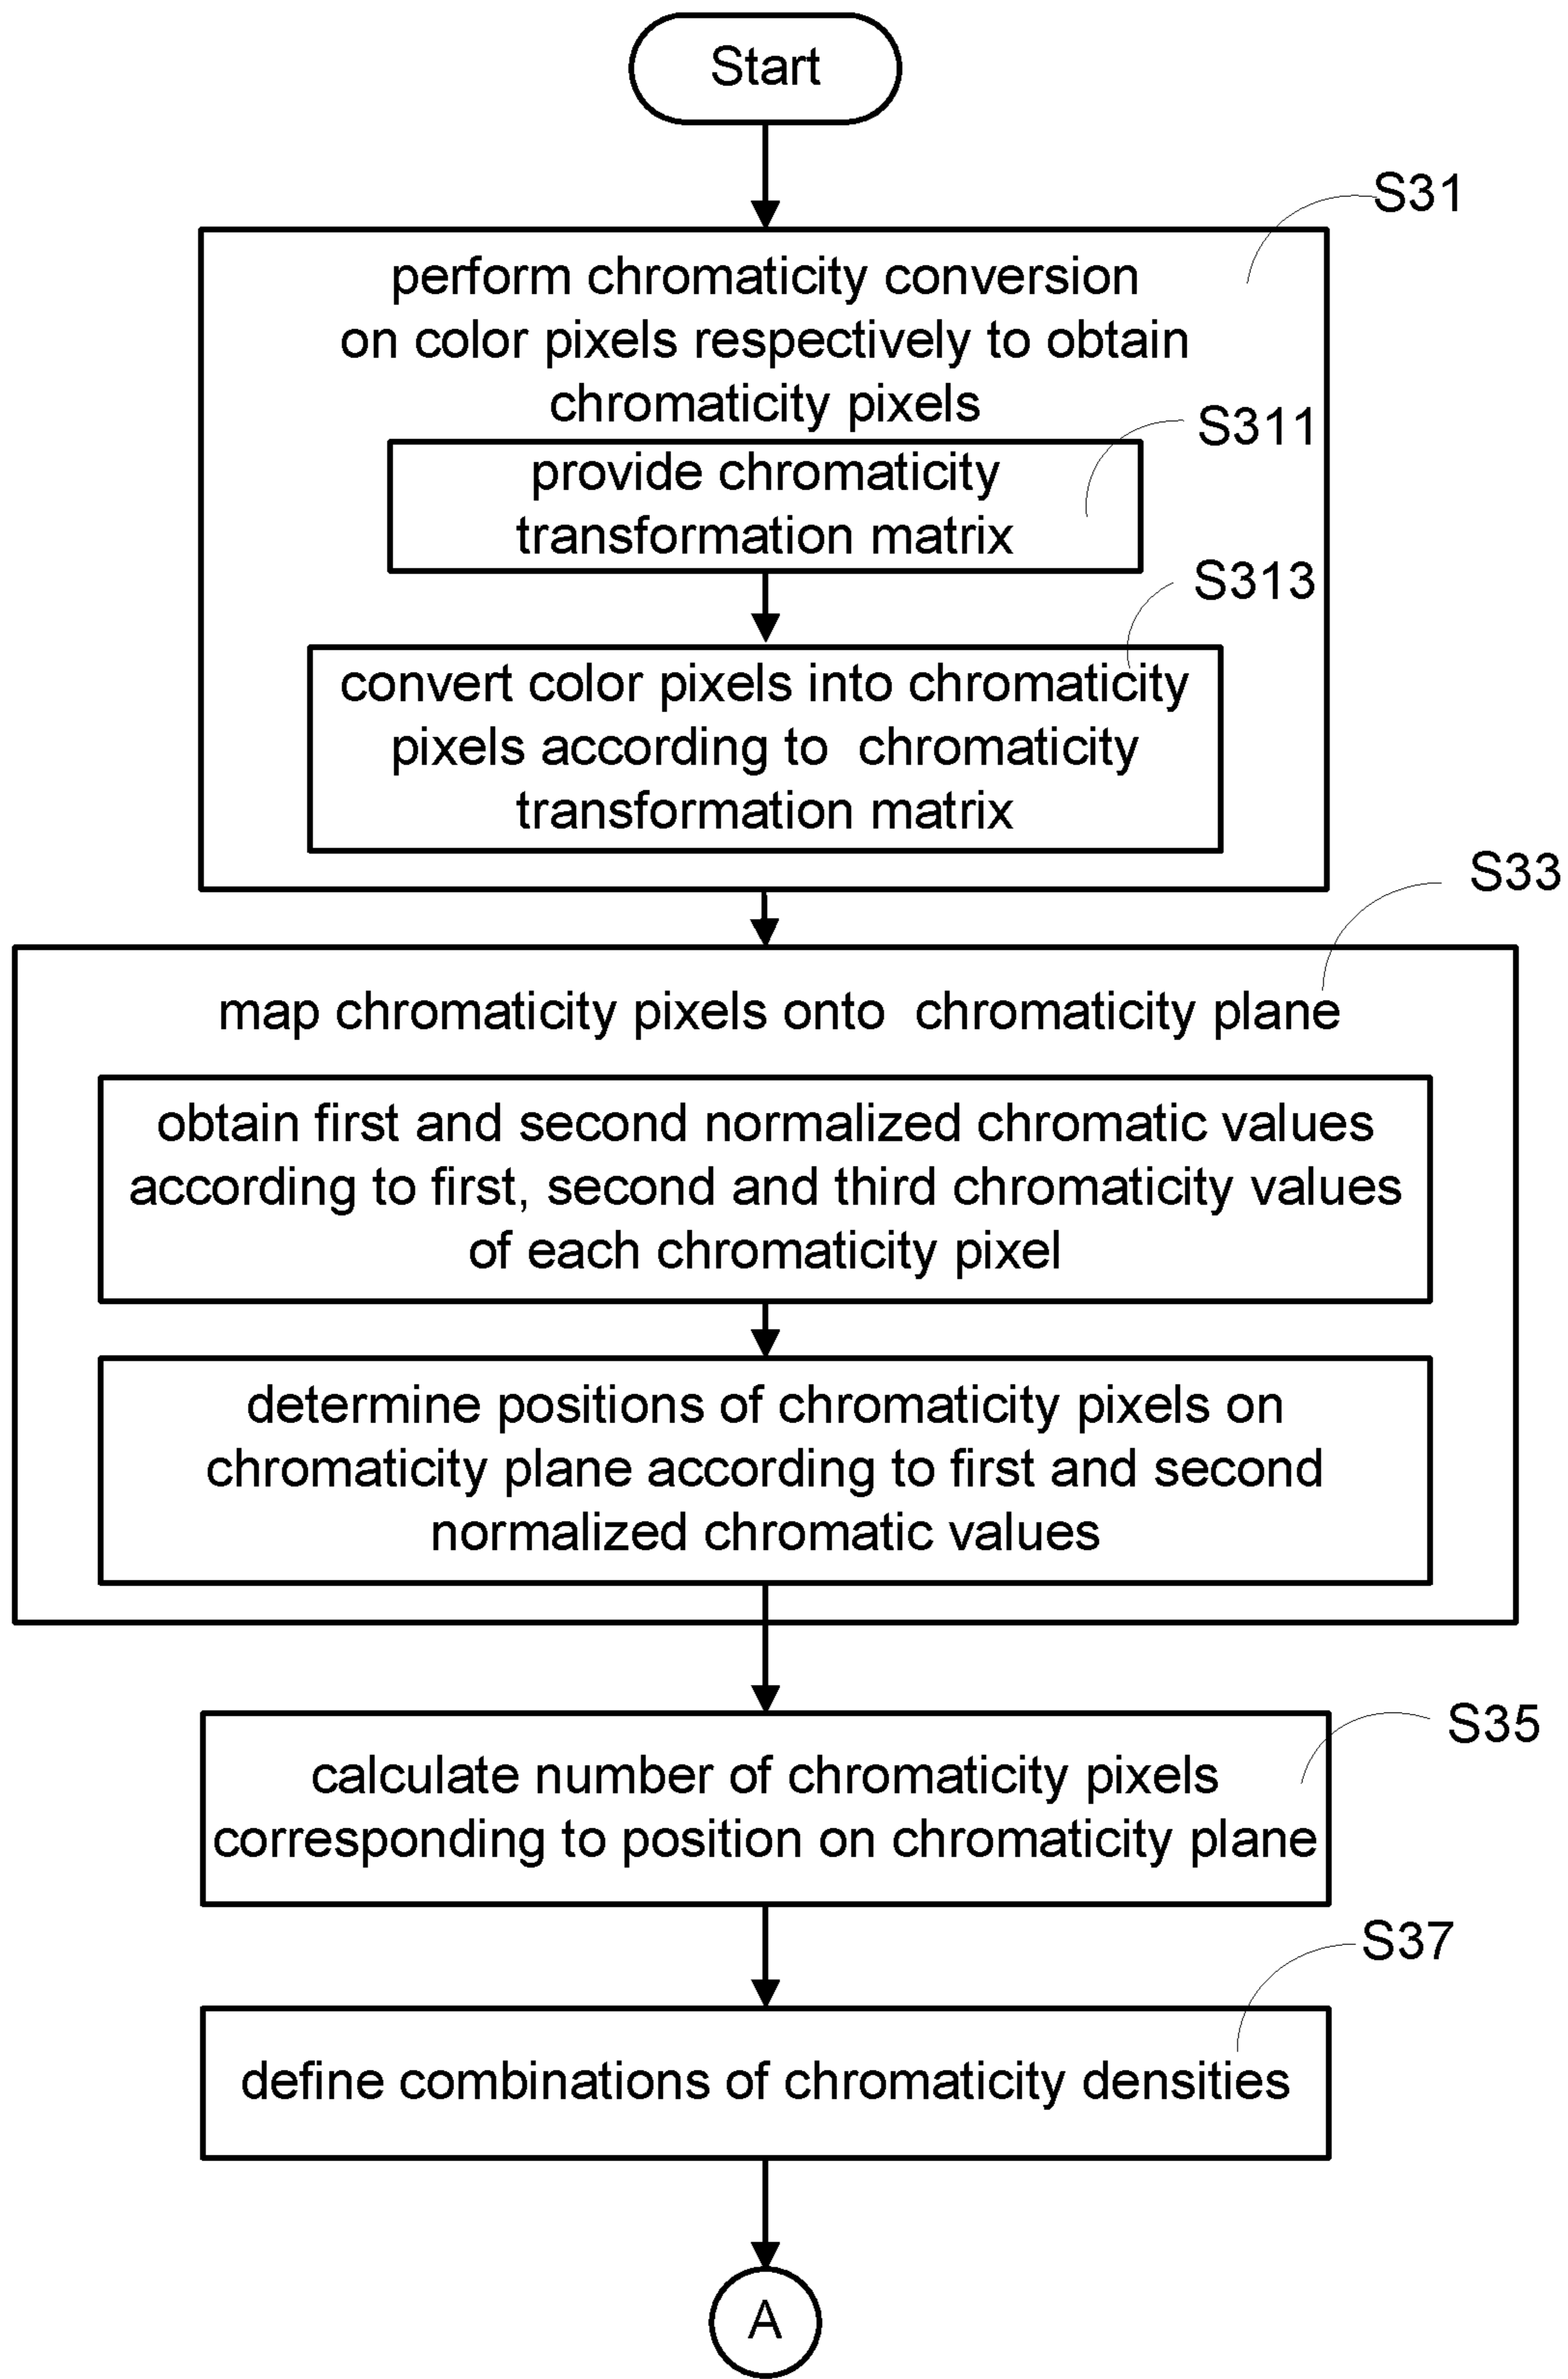 Start
S31
perform chromaticity conversion
on color pixels respectively to obtain
chromaticity pixels
S311
provide chromaticity
transformation matrix
S313
convert color pixels into chromaticity
pixels according to chromaticity
transformation matrix
S33
map chromaticity pixels onto chromaticity plane
obtain first and second normalized chromatic values
according to first, second and third chromaticity values
of each chromaticity pixel
determine positions of chromaticity pixels on
chromaticity plane according to first and second
normalized chromatic values
S35
calculate number of chromaticity pixels
corresponding to position on chromaticity plane
S37
define combinations of chromaticity densities
A